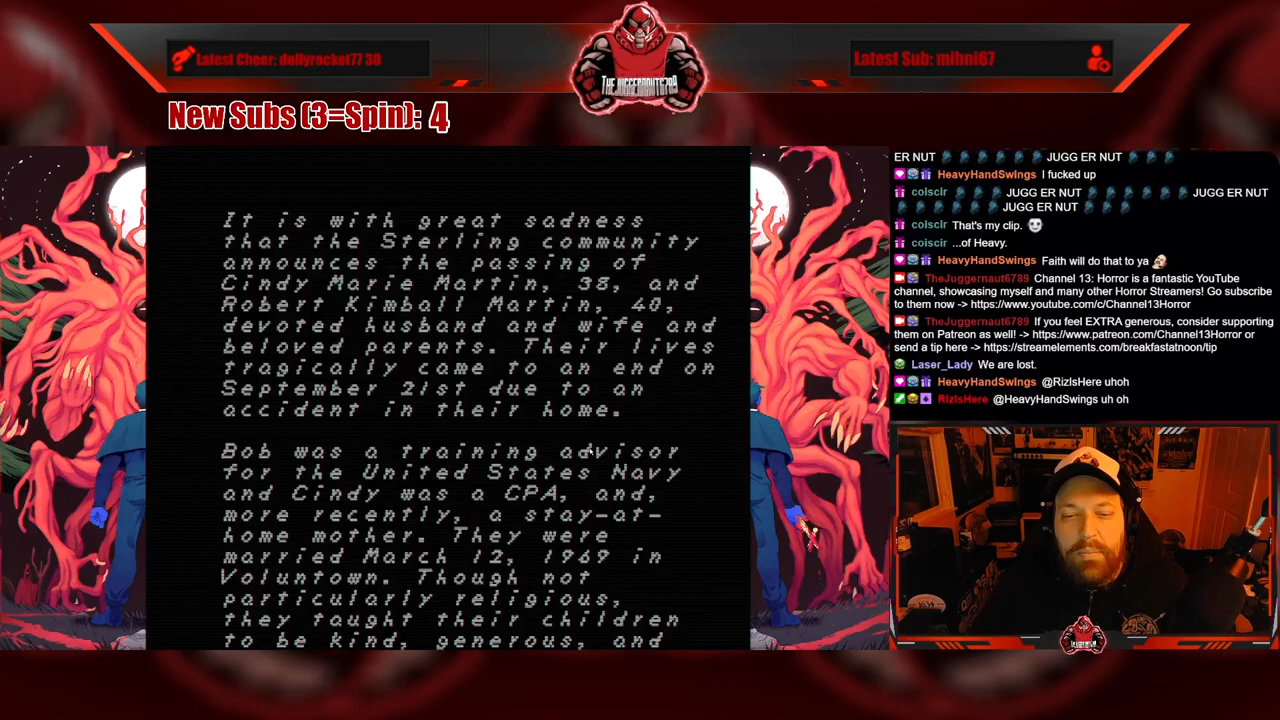 Latest Cheer: dollyrocket77 30
THEJUGGERNAUT6789
Latest Sub: mihni67
New Subs (3=Spin): 4
It is with great sadness
that the Sterling community
announces the passing of
Cindy Marie Martin, 38, and
Robert Kimball Martin, 40,
devoted husband and wife and
beloved parents. Their lives
tragically came to an end on
September 21st due to an
accident in their home.
Bob was a training advisor
for the United States Navy
and Cindy was a CPA, and,
more recently, a stay-at-
home mother. They were
married March 12, 1969 in
Voluntown. Though not
particularly religious,
they taught their children
to be kind, generous, and
ER NUT JUGG ER NUT
HeavyHandSwings I fucked up
colscir JUGG ER NUT JUGG ER NUT
JUGG ER NUT
colscir That's my clip.
colscir ...of Heavy.
HeavyHandSwings Faith will do that to ya
TheJuggernaut6789 Channel 13: Horror is a fantastic YouTube
channel, showcasing myself and many other Horror Streamers! Go subscribe
to them now -> https://www.youtube.com/c/Channel13Horror
TheJuggernaut6789 If you feel EXTRA generous, consider supporting
them on Patreon as well! -> https://www.patreon.com/Channel13Horror or
send a tip here -> https://streamelements.com/breakfastatnoon/tip
Laser_Lady We are lost.
HeavyHandSwings @RizIsHere uhoh
RizIsHere @HeavyHandSwings uh oh